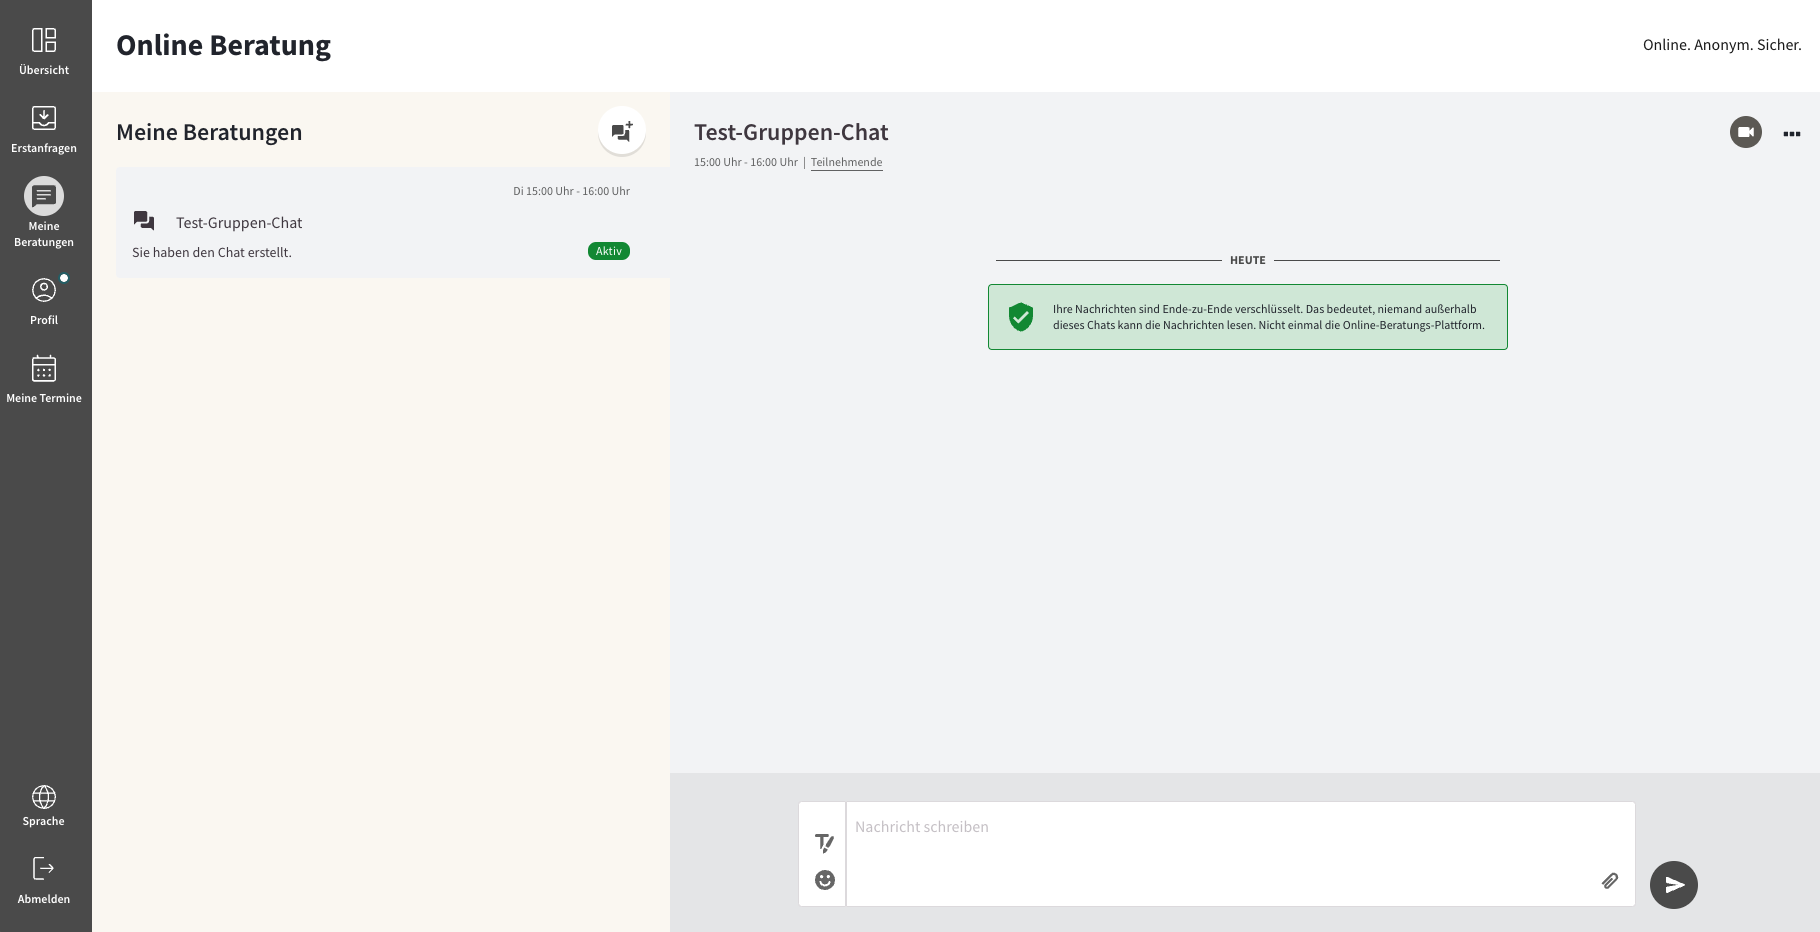 Übersicht
Erstanfragen
Meine
Beratungen
Profil
Meine Termine
Sprache
Abmelden
Online Beratung
Online. Anonym. Sicher.
Meine Beratungen
Di 15:00 Uhr - 16:00 Uhr
Test-Gruppen-Chat
Sie haben den Chat erstellt.
Aktiv
Test-Gruppen-Chat
15:00 Uhr - 16:00 Uhr | Teilnehmende
HEUTE
Ihre Nachrichten sind Ende-zu-Ende verschlüsselt. Das bedeutet, niemand außerhalb
dieses Chats kann die Nachrichten lesen. Nicht einmal die Online-Beratungs-Plattform.
Nachricht schreiben